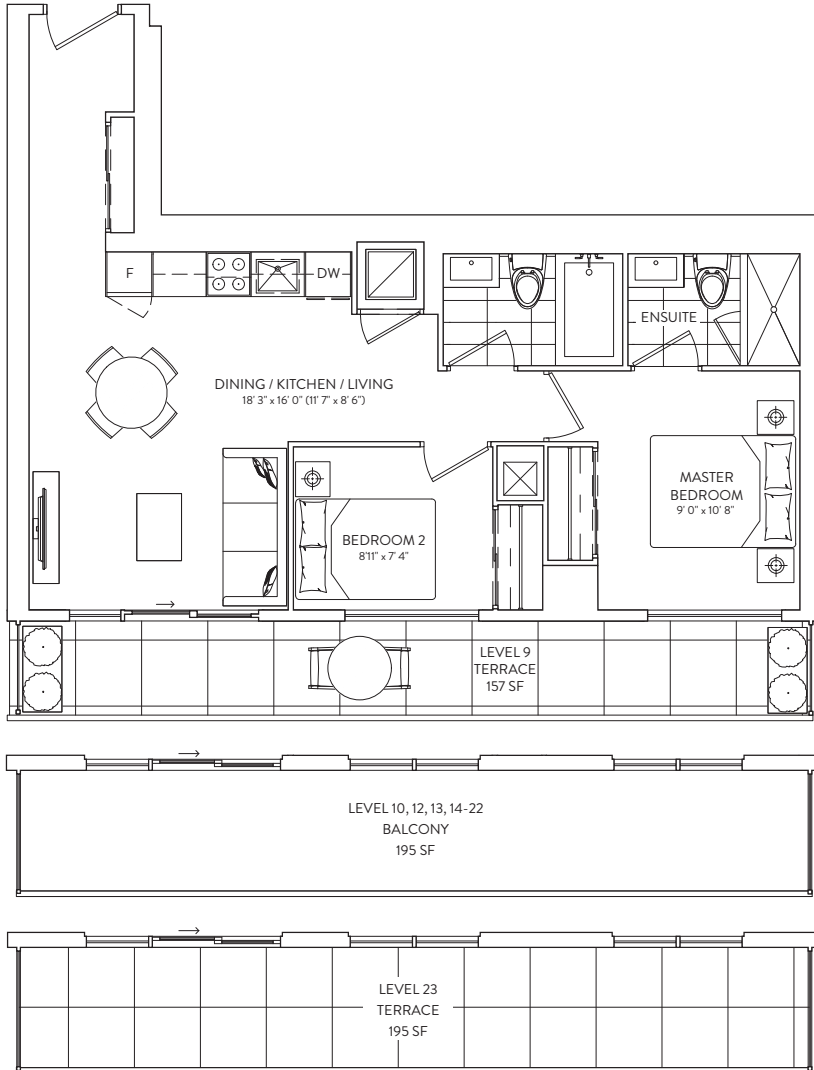 F
DW
ENSUITE
DINING / KITCHEN / LIVING
18' 3" x 16' 0" (11' 7" x 8' 6")
MASTER
BEDROOM
9' 0" x 10' 8"
BEDROOM 2
8'11" x 7' 4"
LEVEL 9
TERRACE
157 SF
LEVEL 10, 12, 13, 14-22
BALCONY
195 SF
LEVEL 23
TERRACE
195 SF